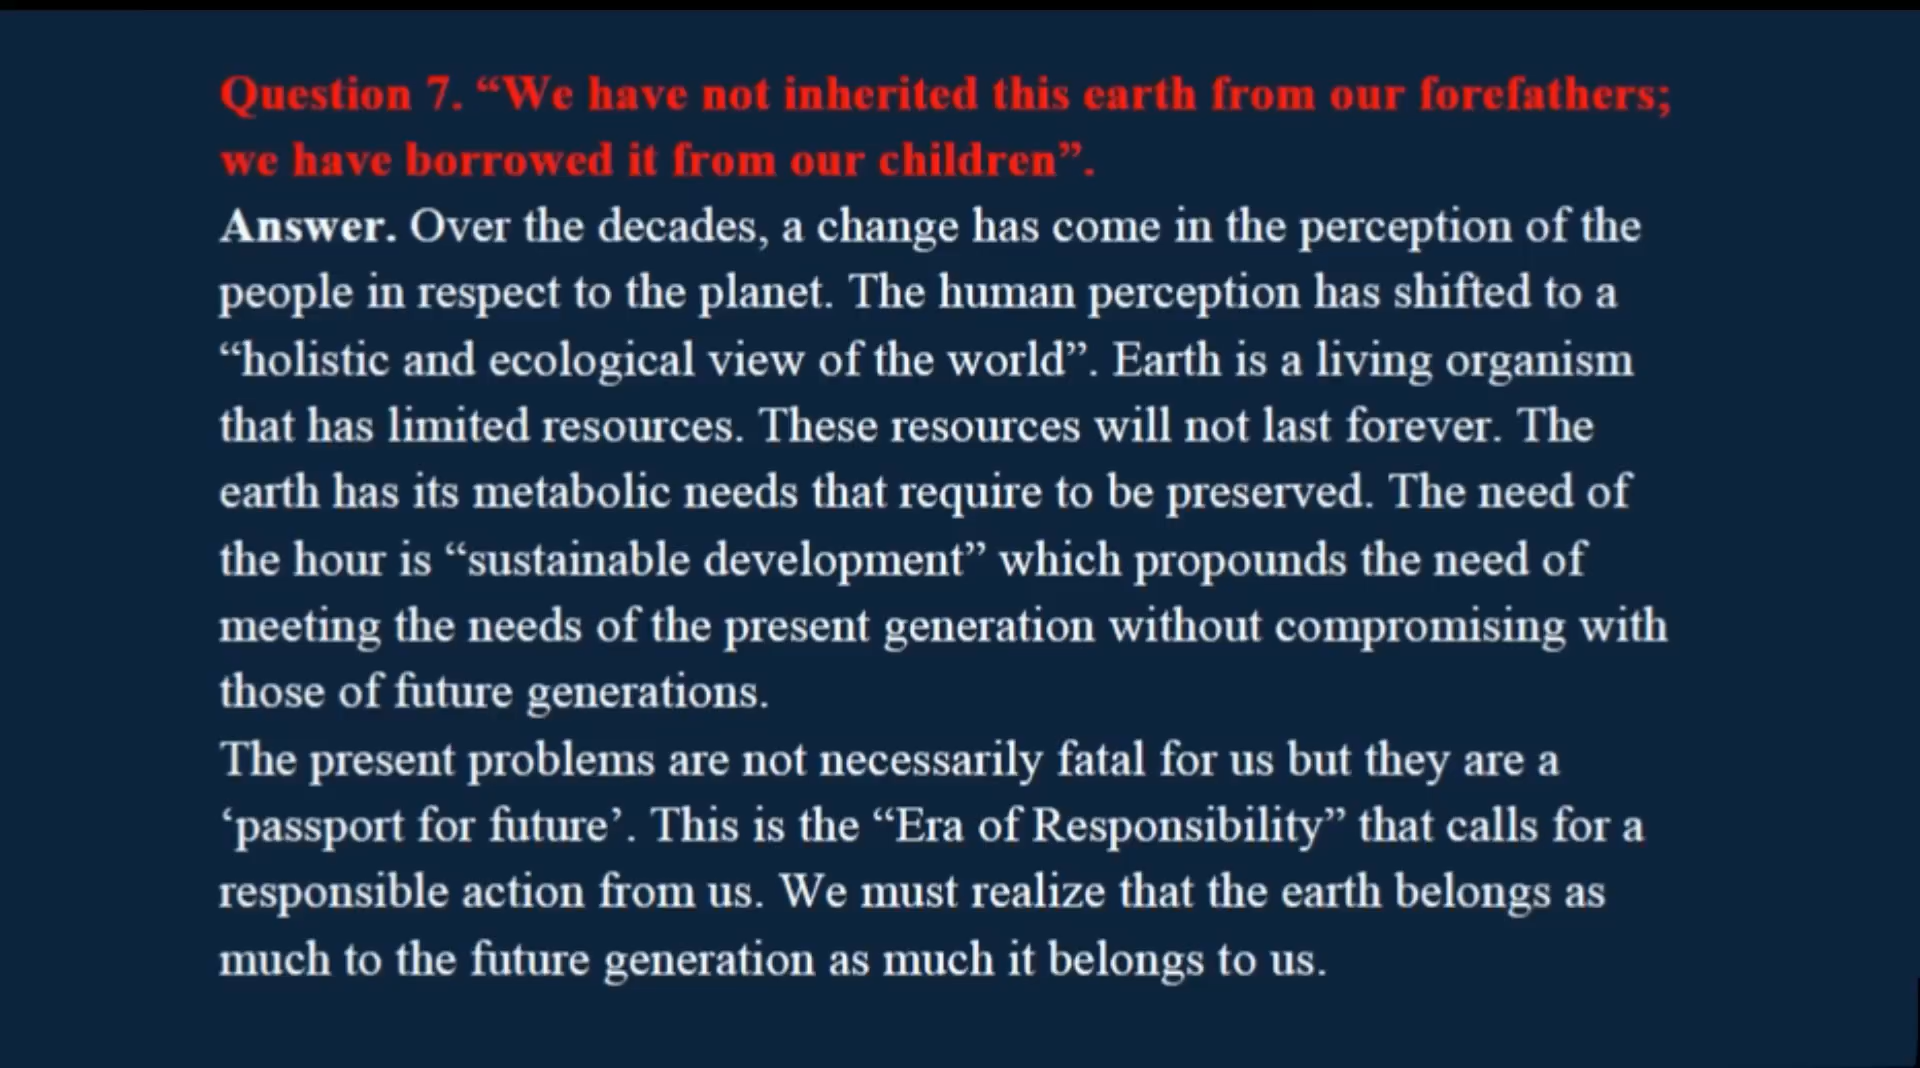 Question 7. “We have not inherited this earth from our forefathers;
we have borrowed it from our children”.
Answer. Over the decades, a change has come in the perception of the
people in respect to the planet. The human perception has shifted to a
“holistic and ecological view of the world”. Earth is a living organism
that has limited resources. These resources will not last forever. The
earth has its metabolic needs that require to be preserved. The need of
the hour is “sustainable development” which propounds the need of
meeting the needs of the present generation without compromising with
those of future generations.
The present problems are not necessarily fatal for us but they are a
‘passport for future’. This is the “Era of Responsibility” that calls for a
responsible action from us. We must realize that the earth belongs as
much to the future generation as much it belongs to us.